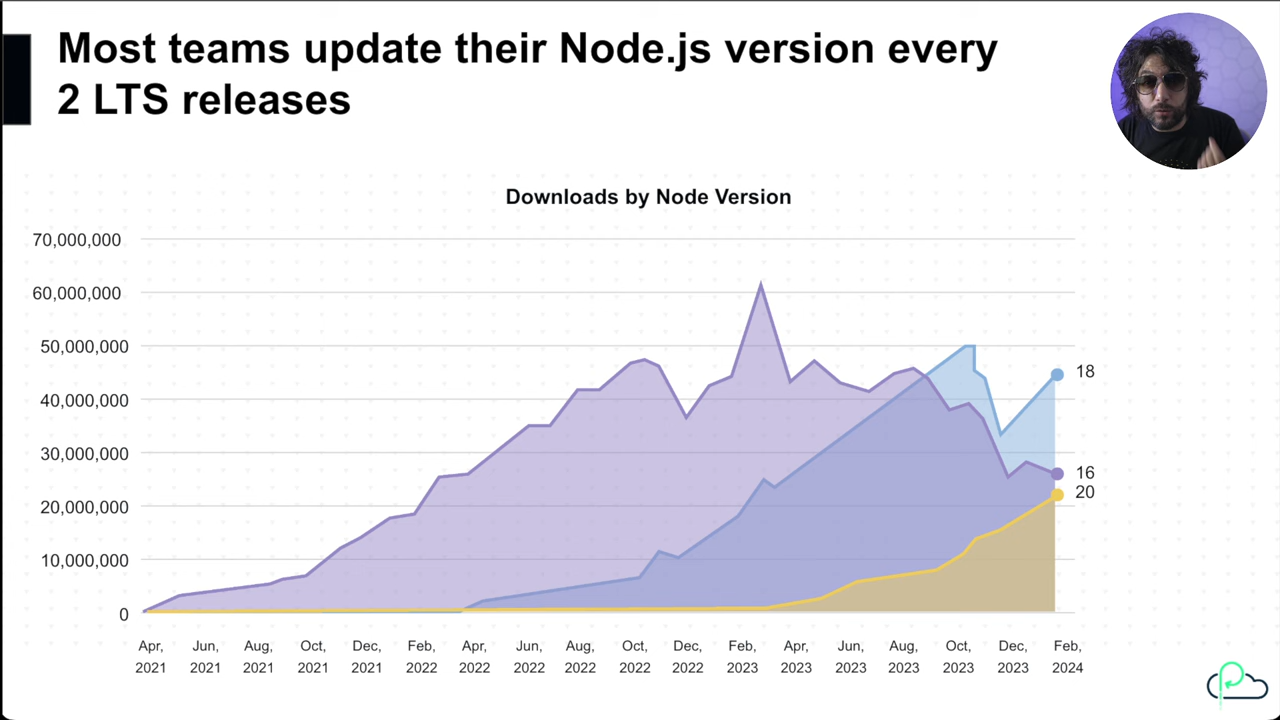 Most teams update their Node.js version every
2 LTS releases
Downloads by Node Version
70,000,000
60,000,000
50,000,000
40,000,000
30,000,000
20,000,000
10,000,000
0
18
16
20
Apr, 2021
Jun, 2021
Aug, 2021
Oct, 2021
Dec, 2021
Feb, 2022
Apr, 2022
Jun, 2022
Aug, 2022
Oct, 2022
Dec, 2022
Feb, 2023
Apr, 2023
Jun, 2023
Aug, 2023
Oct, 2023
Dec, 2023
Feb, 2024